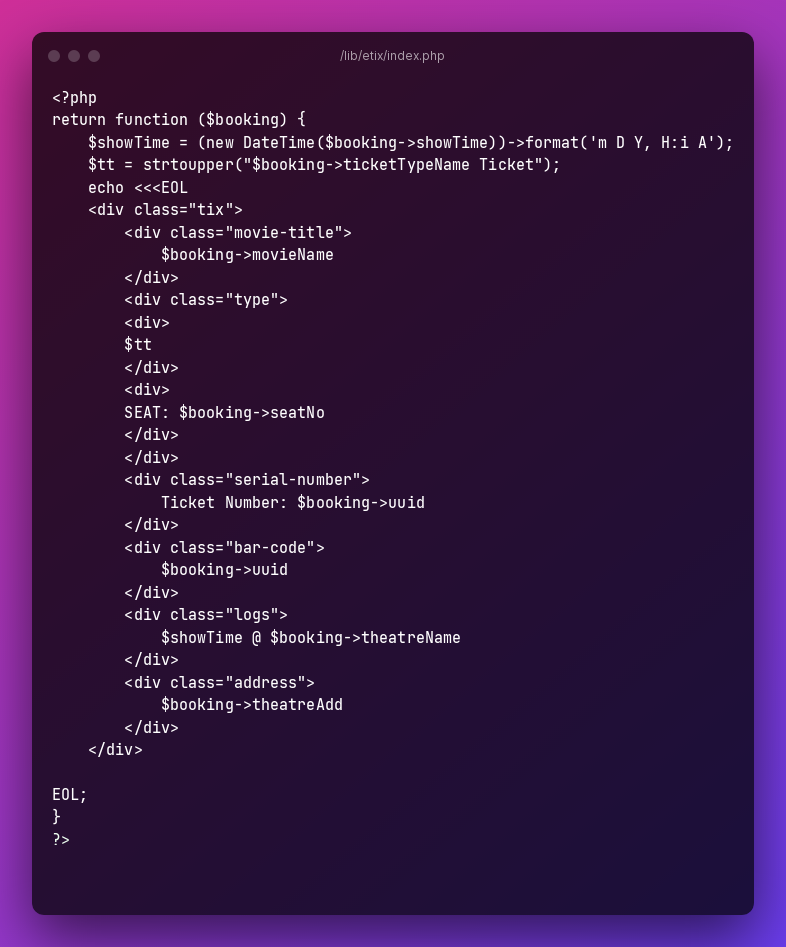 /lib/etix/index.php
<?php
return function ($booking) {
    $showTime = (new DateTime($booking->showTime))->format('m D Y, H:i A');
    $tt = strtoupper("$booking->ticketTypeName Ticket");
    echo <<<EOL
    <div class="tix">
        <div class="movie-title">
            $booking->movieName
        </div>
        <div class="type">
        <div>
        $tt
        </div>
        <div>
        SEAT: $booking->seatNo
        </div>
        </div>
        <div class="serial-number">
            Ticket Number: $booking->uuid
        </div>
        <div class="bar-code">
            $booking->uuid
        </div>
        <div class="logs">
            $showTime @ $booking->theatreName
        </div>
        <div class="address">
            $booking->theatreAdd
        </div>
    </div>

EOL;
}
?>